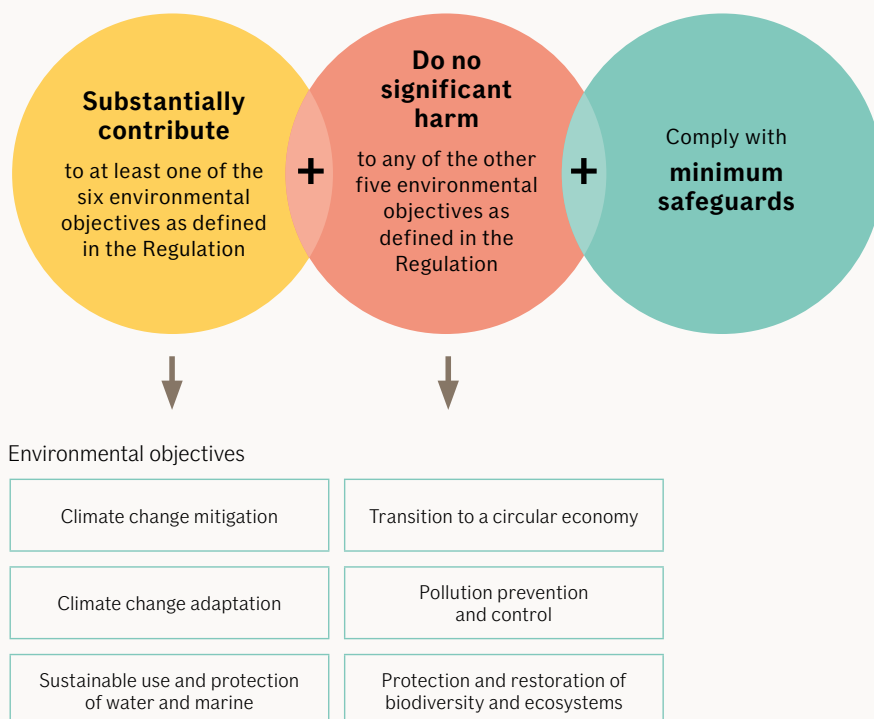 Substantially
contribute
to at least one of the
six environmental
objectives as defined
in the Regulation
+
Do no
significant
harm
to any of the other
five environmental
objectives as
defined in the
Regulation
+
Comply with
minimum
safeguards
Environmental objectives
Climate change mitigation
Transition to a circular economy
Climate change adaptation
Pollution prevention
and control
Sustainable use and protection
of water and marine
Protection and restoration of
biodiversity and ecosystems